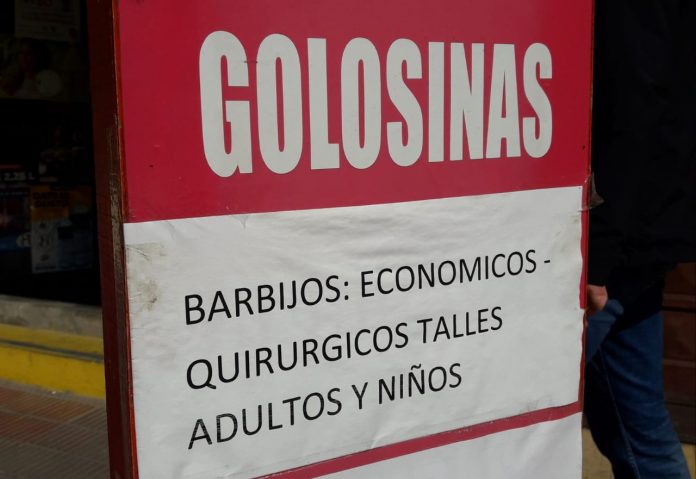 GOLOSINAS
BARBIJOS: ECONOMICOS -
QUIRURGICOS TALLES
ADULTOS Y NIÑOS